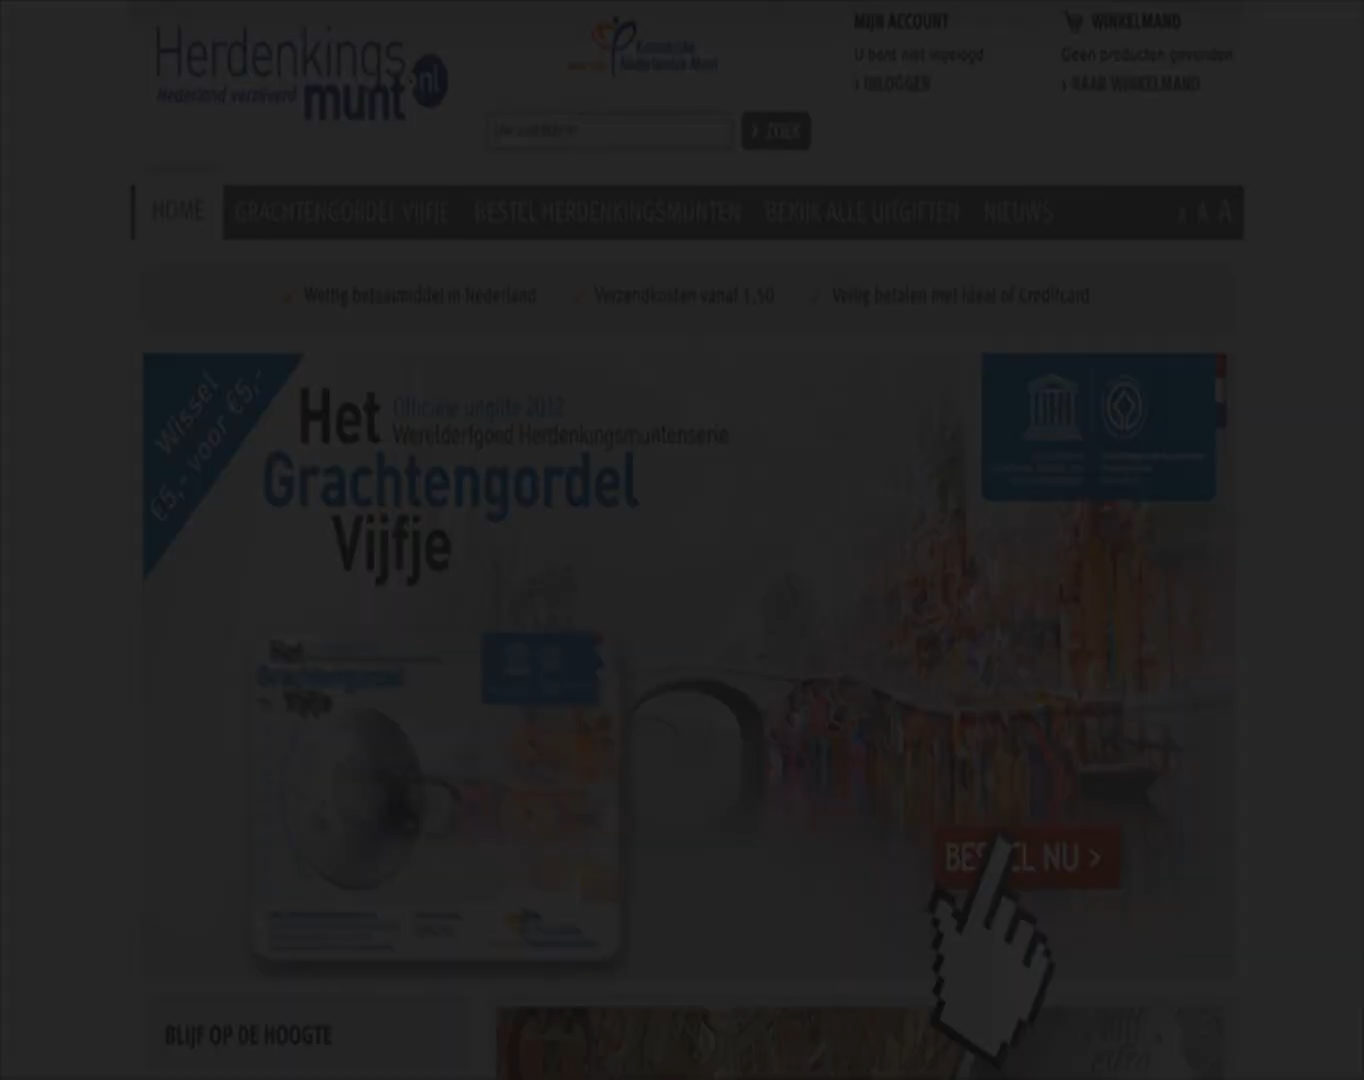 Herdenkings
munt.nl
Nederland verzilverd
Koninklijke
Nederlandse Munt
MIJN ACCOUNT
U bent niet ingelogd
› INLOGGEN
WINKELMAND
Geen producten gevonden
› NAAR WINKELMAND
› ZOEK
HOME
GRACHTENGORDEL VIJFJE
BESTEL HERDENKINGSMUNTEN
BEKIJK ALLE UITGIFTEN
NIEUWS
A A A
Wettig betaalmiddel in Nederland
Verzendkosten vanaf 1,50
Veilig betalen met Ideal of Creditcard
Wissel
€5,- voor €5,-
Het
Officiële uitgifte 2012
Werelderfgoed Herdenkingsmuntenserie
Grachtengordel
Vijfje
Het
Grachtengordel
BESTEL NU >
BLIJF OP DE HOOGTE